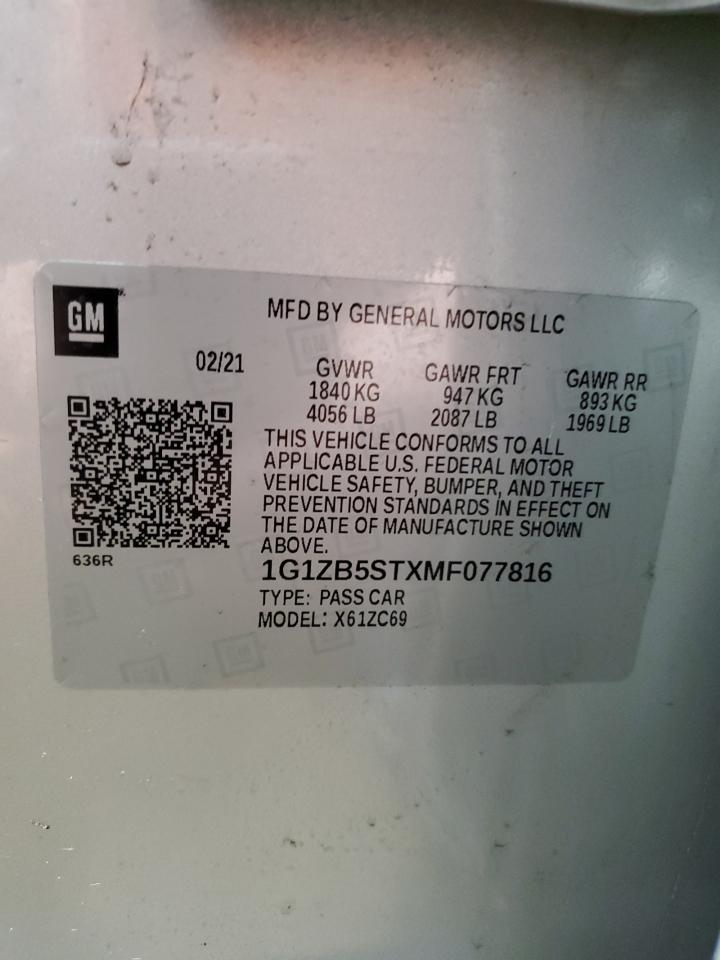 GM
MFD BY GENERAL MOTORS LLC
02/21
GVWR GAWR FRT GAWR RR
1840 KG 947 KG 893 KG
4056 LB 2087 LB 1969 LB
THIS VEHICLE CONFORMS TO ALL
APPLICABLE U.S. FEDERAL MOTOR
VEHICLE SAFETY, BUMPER, AND THEFT
PREVENTION STANDARDS IN EFFECT ON
THE DATE OF MANUFACTURE SHOWN
ABOVE.
636R
1G1ZB5STXMF077816
TYPE: PASS CAR
MODEL: X61ZC69